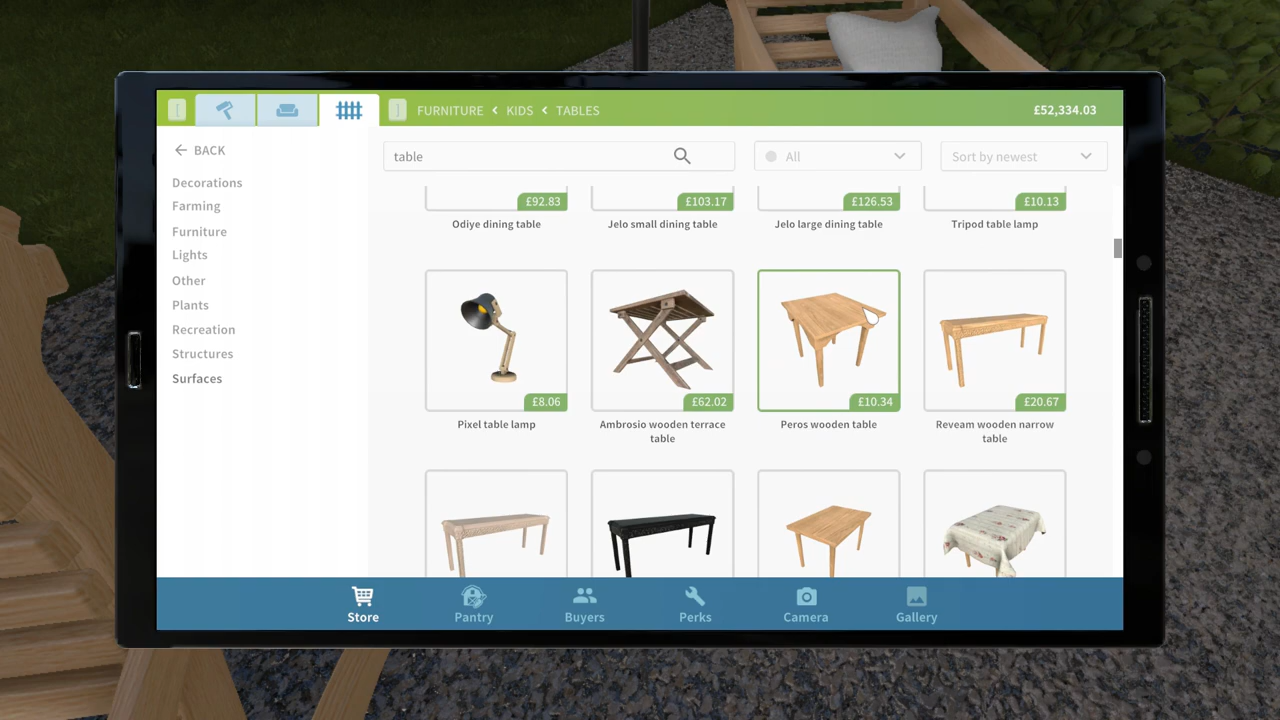 [ ] FURNITURE < KIDS < TABLES £52,334.03
BACK
table
All
Sort by newest
Decorations
Farming
Furniture
Lights
Other
Plants
Recreation
Structures
Surfaces
£92.83 £103.17 £126.53 £10.13
Odiye dining table Jelo small dining table Jelo large dining table Tripod table lamp
£8.06 £62.02 £10.34 £20.67
Pixel table lamp
Ambrosio wooden terrace
table
Peros wooden table
Reveam wooden narrow
table
Store Pantry Buyers Perks Camera Gallery